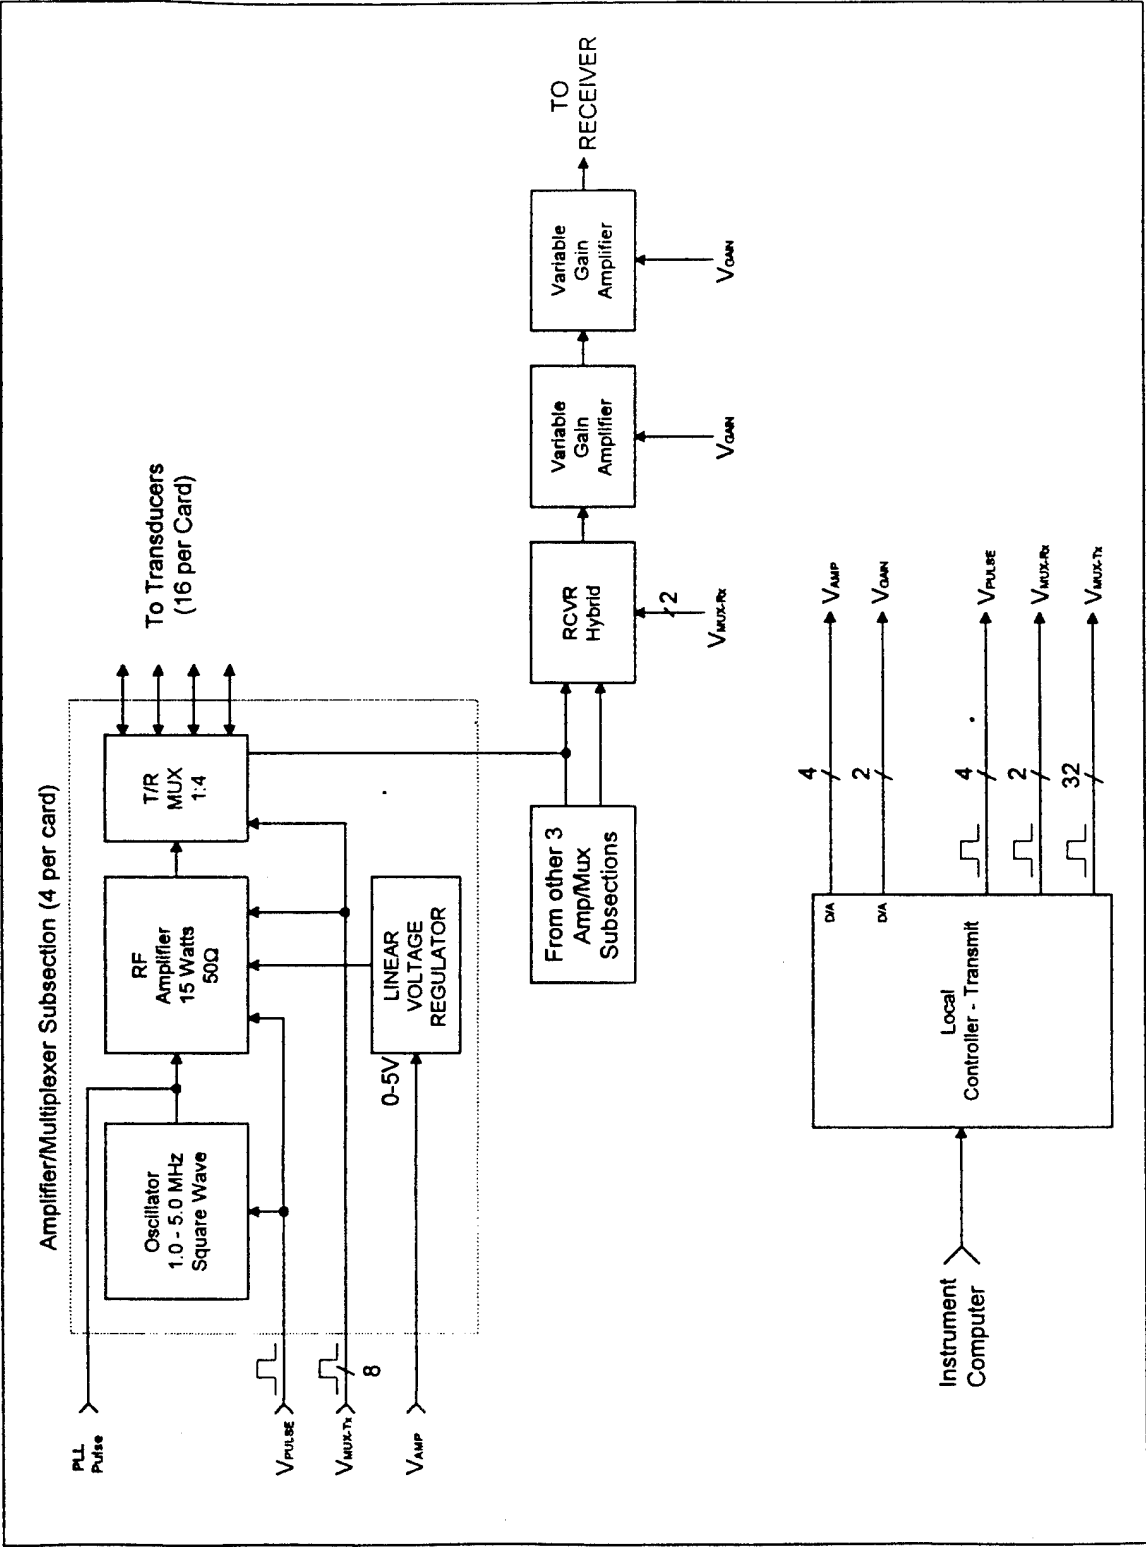 Amplifier/Multiplexer Subsection (4 per card)
PLL
Pulse
Oscillator
1.0 - 5.0 MHz
Square Wave
RF
Amplifier
15 Watts
50Ω
T/R
MUX
1:4
To Transducers
(16 per Card)
VPULSE
VMUX-Tx
8
VAMP
0-5V
LINEAR
VOLTAGE
REGULATOR
From other 3
Amp/Mux
Subsections
RCVR
Hybrid
2
VMUX-Rx
Variable
Gain
Amplifier
VGAIN
Variable
Gain
Amplifier
VGAIN
TO
RECEIVER
Instrument
Computer
Local
Controller - Transmit
D/A
4
VAMP
D/A
2
VGAIN
4
VPULSE
2
VMUX-Rx
32
VMUX-Tx